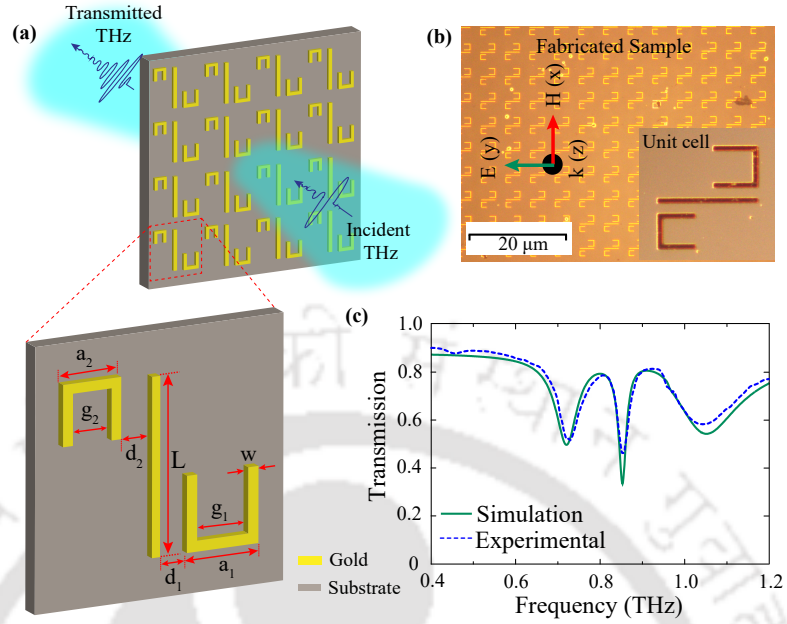 (a)
Transmitted
THz
Incident
THz
a₂
g₂
d₂
L
w
g₁
d₁
a₁
Gold
Substrate
(b)
Fabricated Sample
H (x)
E (y)
k (z)
Unit cell
20 μm
(c)
Transmission
1.0
0.8
0.6
0.4
0.2
0
Simulation
Experimental
0.4 0.6 0.8 1.0 1.2
Frequency (THz)